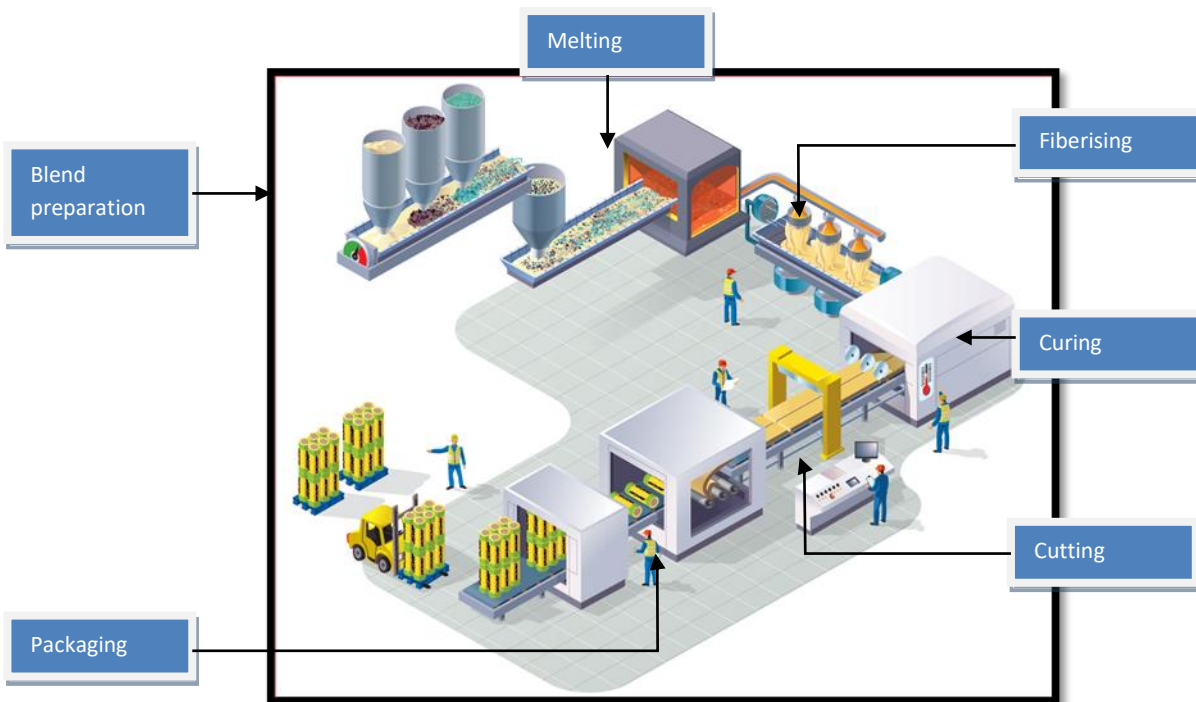 Melting
Fiberising
Blend
preparation
Curing
Cutting
Packaging